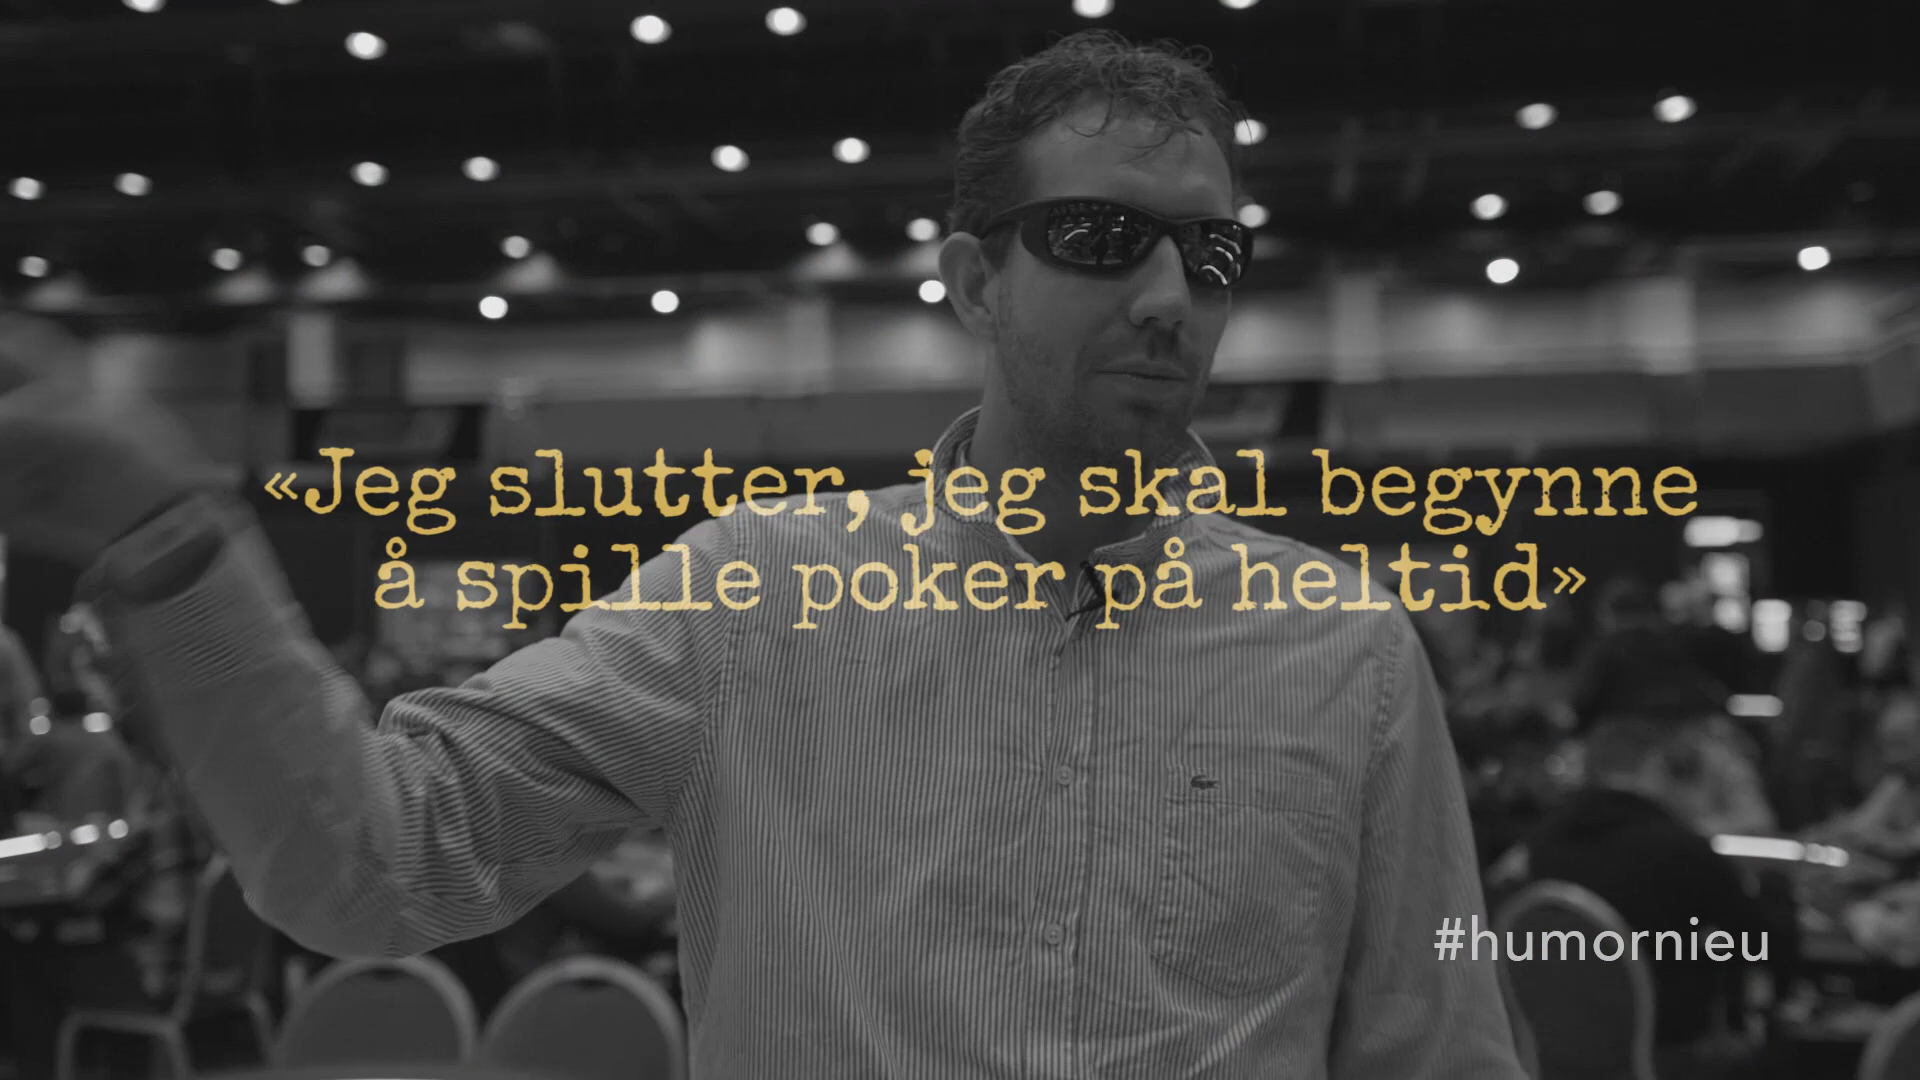 «Jeg slutter, jeg skal begynne
å spille poker på heltid»
#humornieu